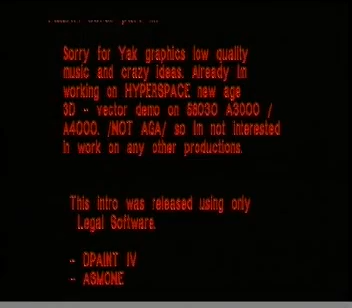 Sorry for Yak graphics low quality
music and crazy ideas. Already Im
working on HYPERSPACE new age
3D - vector demo on 68030 A3000 /
A4000. /NOT AGA/ so Im not interested
in work on any other productions.
This intro was released using only
Legal Software.
- DPAINT IV
- ASMONE